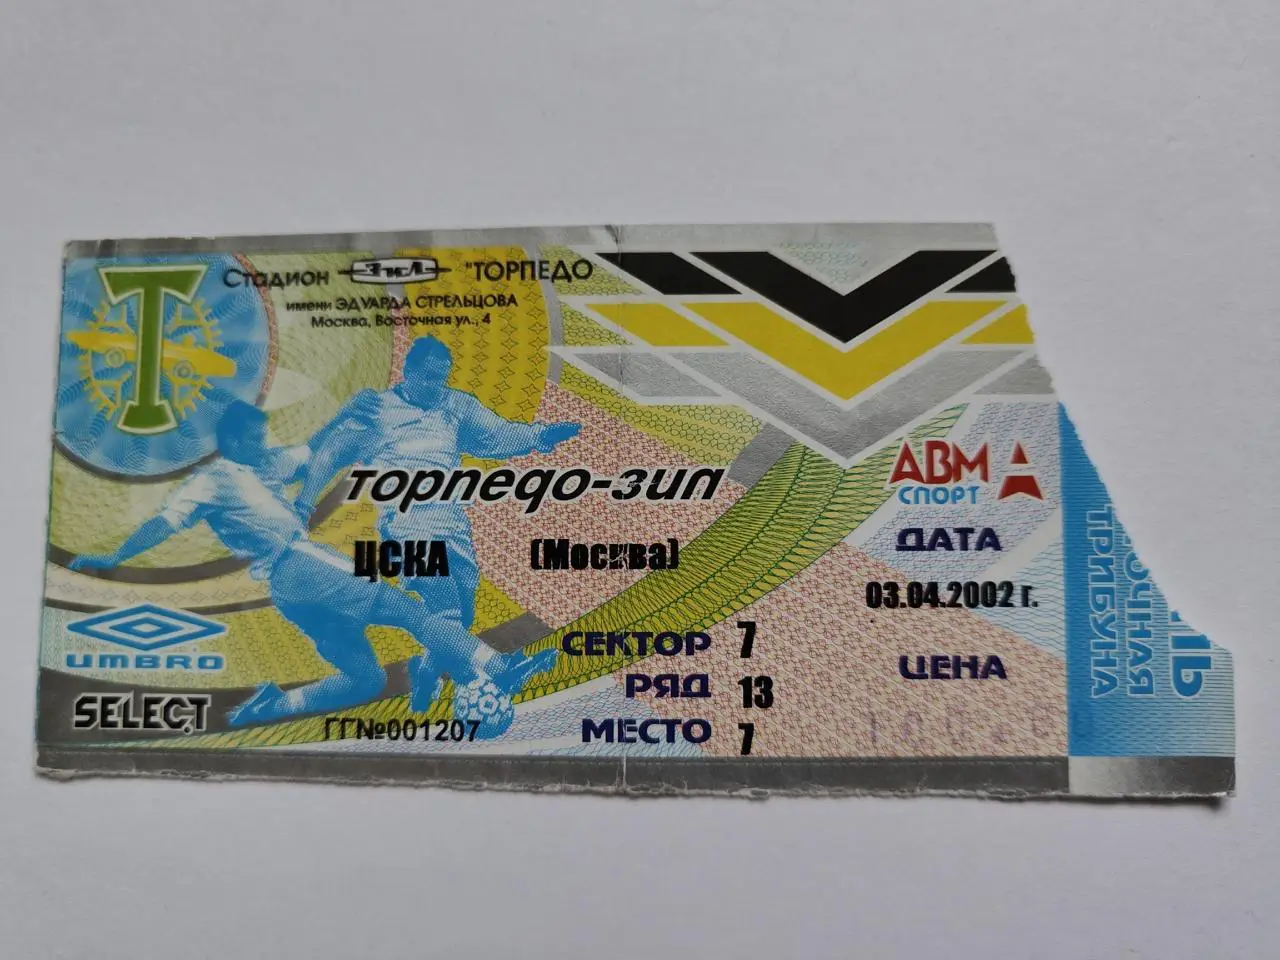 Стадион ЗиЛ "ТОРПЕДО
имени ЭДУАРДА СТРЕЛЬЦОВА
Москва, Восточная ул., 4
Т
торпедо-зил
ЦСКА (Москва)
АВМ А
СПОРТ
ДАТА
03.04.2002 г.
ЦЕНА
СЕКТОР 7
РЯД 13
МЕСТО 7
umbro
SELECT
ГГ№001207
ТРИБУНА